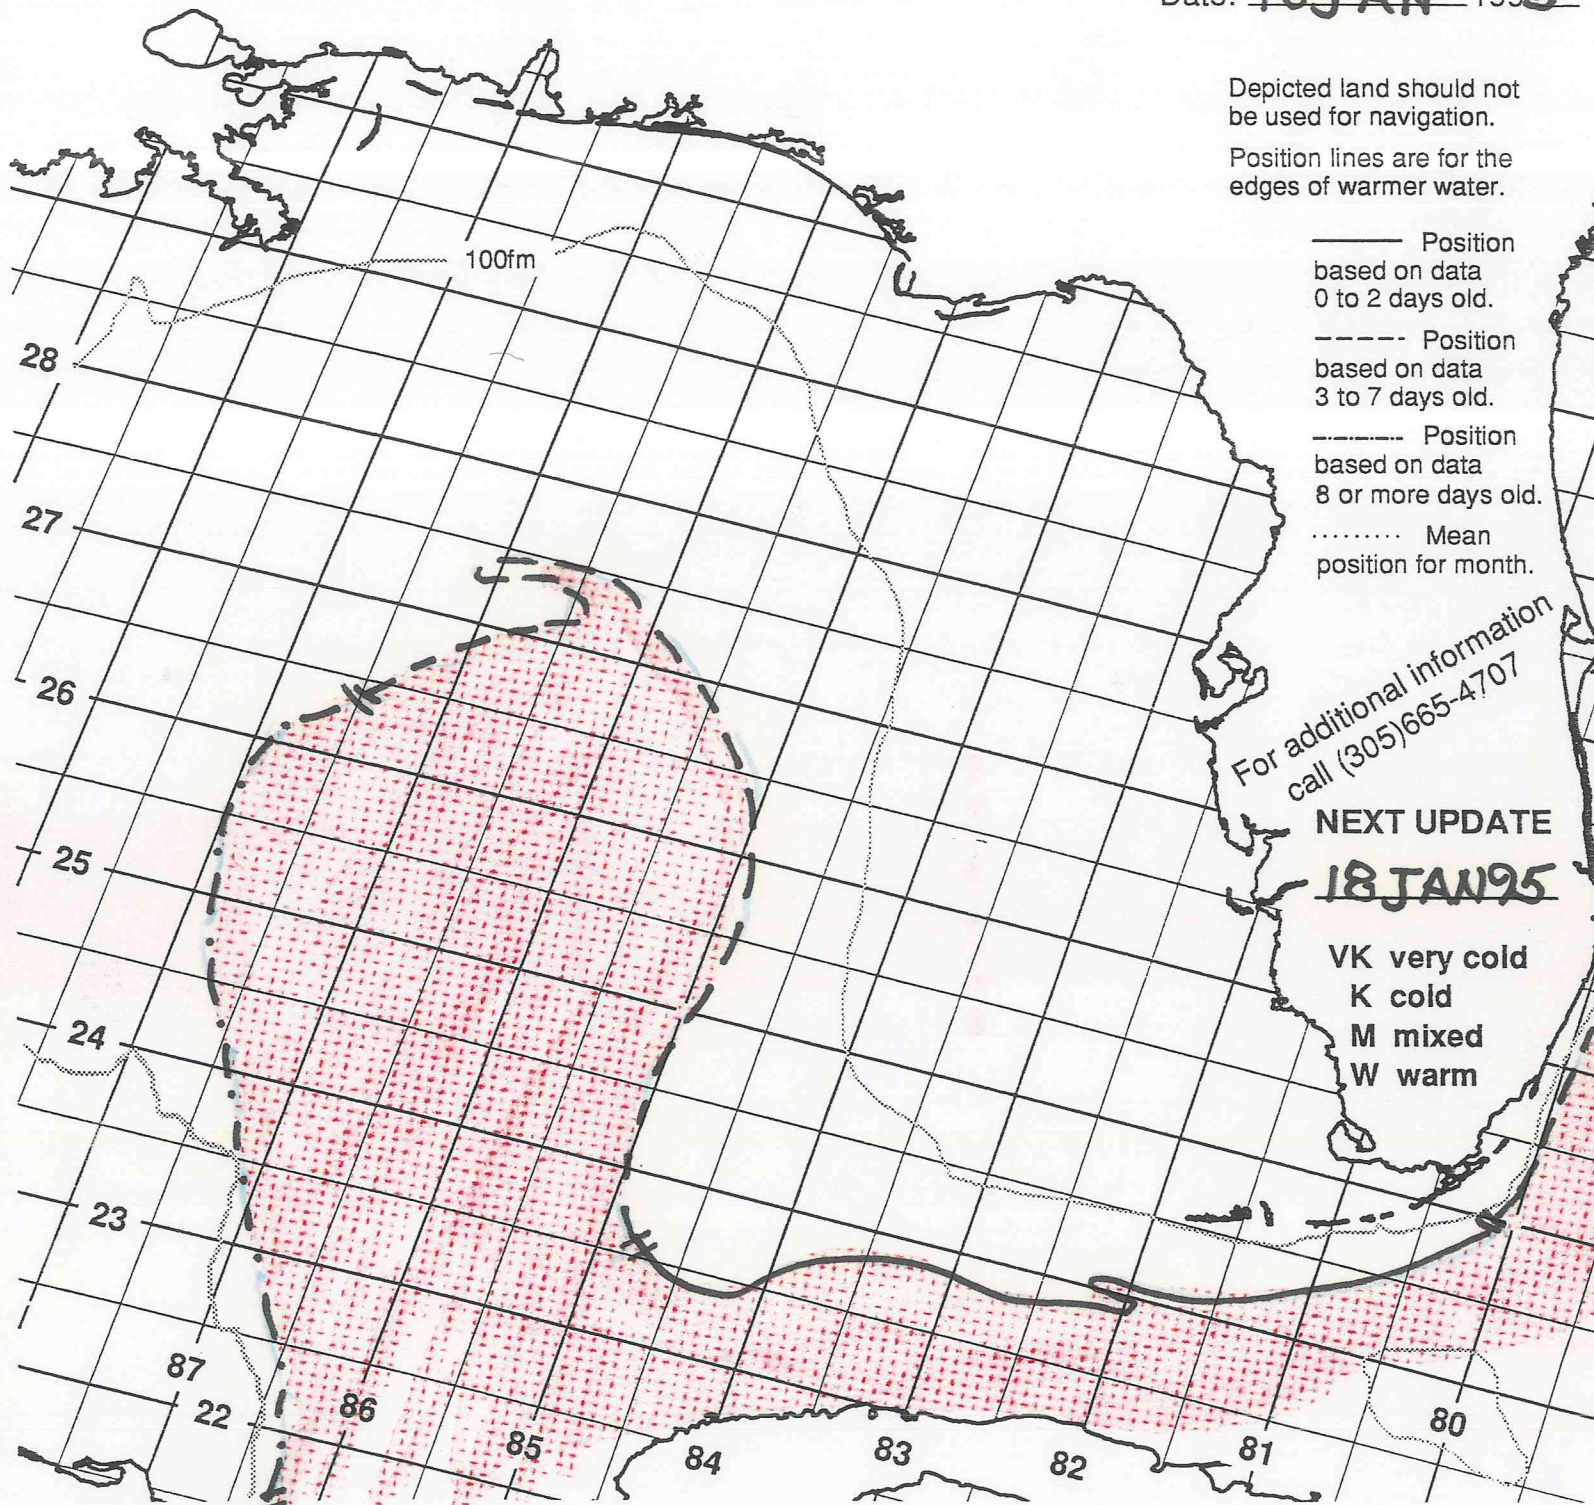 Depicted land should not
be used for navigation.
Position lines are for the
edges of warmer water.
Position
based on data
0 to 2 days old.
Position
based on data
3 to 7 days old.
Position
based on data
8 or more days old.
Mean
position for month.
For additional information
call (305)665-4707
NEXT UPDATE
18 JAN95
VK very cold
K cold
M mixed
W warm
100fm
28
27
26
25
24
23
22
87
86
85
84
83
82
81
80